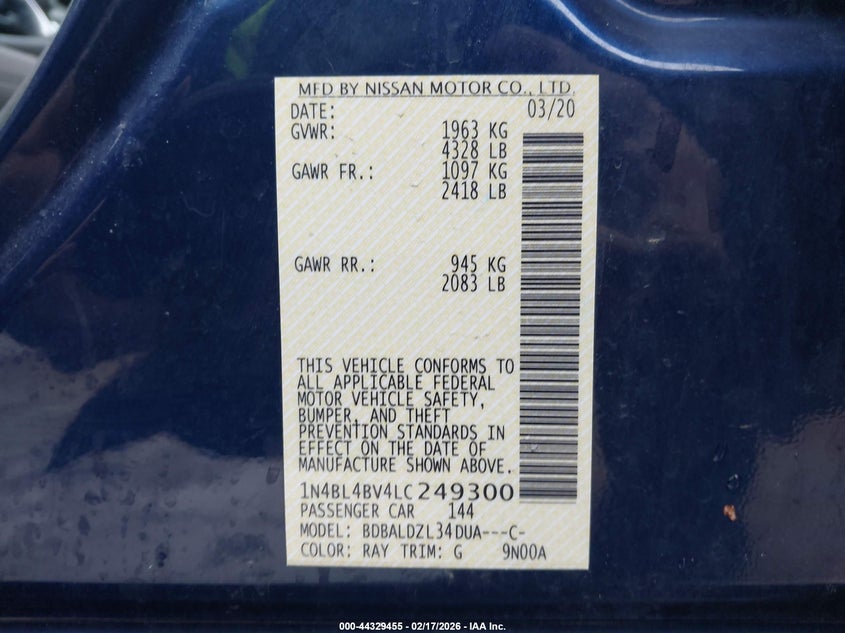 MFD BY NISSAN MOTOR CO., LTD.
DATE: 03/20
GVWR: 1963 KG
4328 LB
GAWR FR.: 1097 KG
2418 LB
GAWR RR.: 945 KG
2083 LB
THIS VEHICLE CONFORMS TO
ALL APPLICABLE FEDERAL
MOTOR VEHICLE SAFETY,
BUMPER, AND THEFT
PREVENTION STANDARDS IN
EFFECT ON THE DATE OF
MANUFACTURE SHOWN ABOVE.
1N4BL4BV4LC249300
PASSENGER CAR 144
MODEL: BDBALDZL34DUA---C-
COLOR: RAY TRIM: G 9N00A
000-44329455 - 02/17/2026 - IAA Inc.